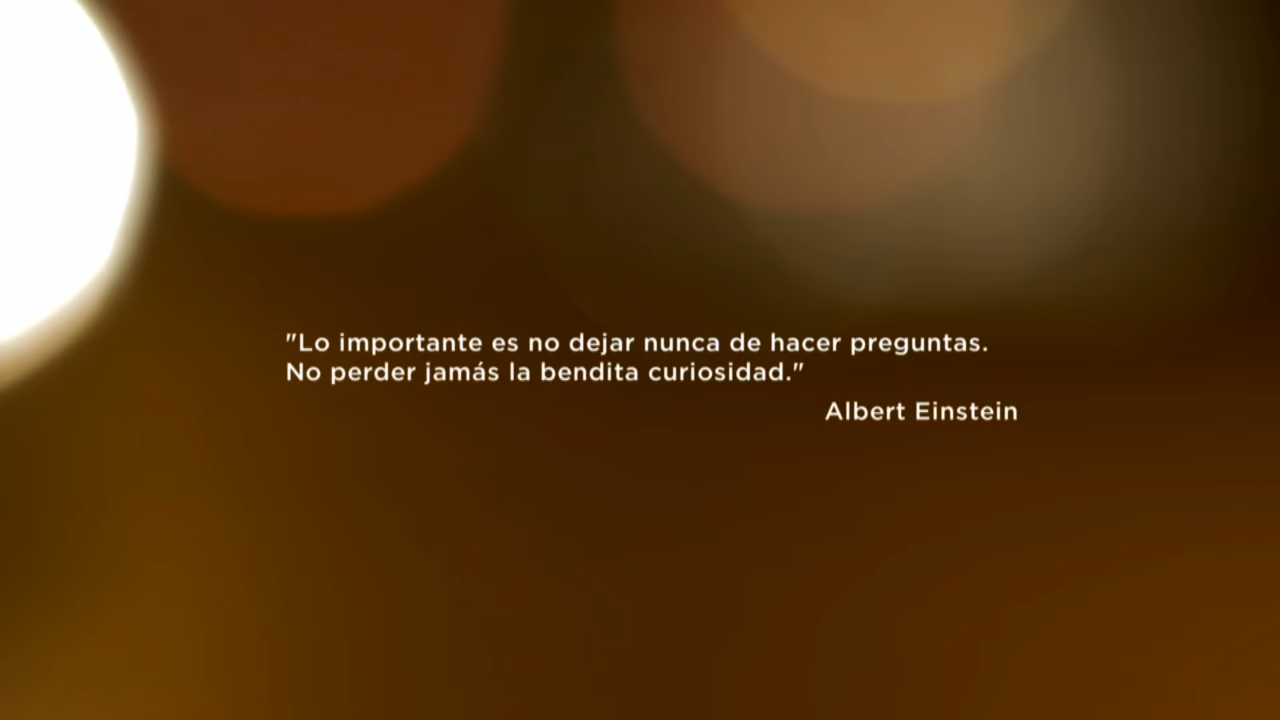 "Lo importante es no dejar nunca de hacer preguntas.
No perder jamás la bendita curiosidad."
Albert Einstein